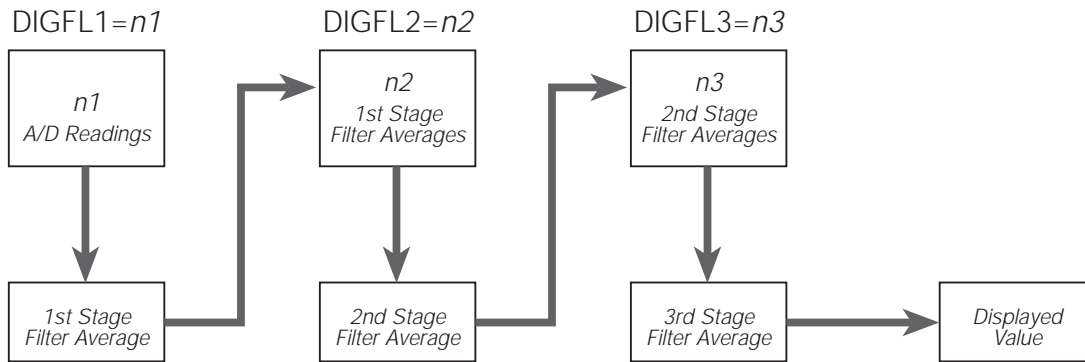 DIGFL1=n1
DIGFL2=n2
DIGFL3=n3
n1
A/D Readings
n2
1st Stage
Filter Averages
n3
2nd Stage
Filter Averages
1st Stage
Filter Average
2nd Stage
Filter Average
3rd Stage
Filter Average
Displayed
Value